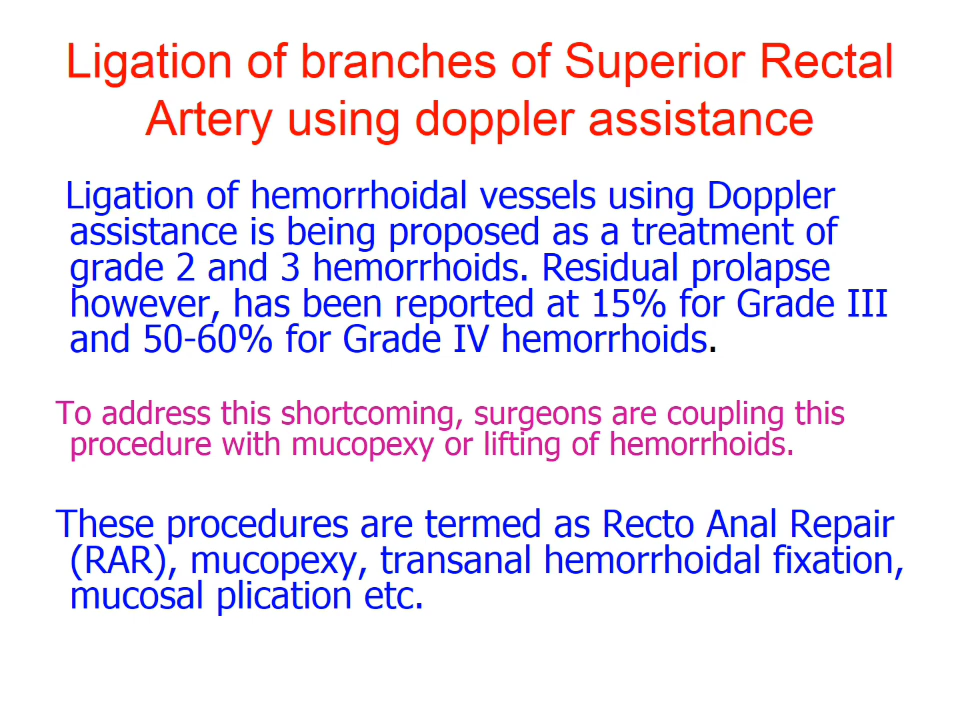 Ligation of branches of Superior Rectal
Artery using doppler assistance
Ligation of hemorrhoidal vessels using Doppler
assistance is being proposed as a treatment of
grade 2 and 3 hemorrhoids. Residual prolapse
however, has been reported at 15% for Grade III
and 50-60% for Grade IV hemorrhoids.
To address this shortcoming, surgeons are coupling this
procedure with mucopexy or lifting of hemorrhoids.
These procedures are termed as Recto Anal Repair
(RAR), mucopexy, transanal hemorrhoidal fixation,
mucosal plication etc.